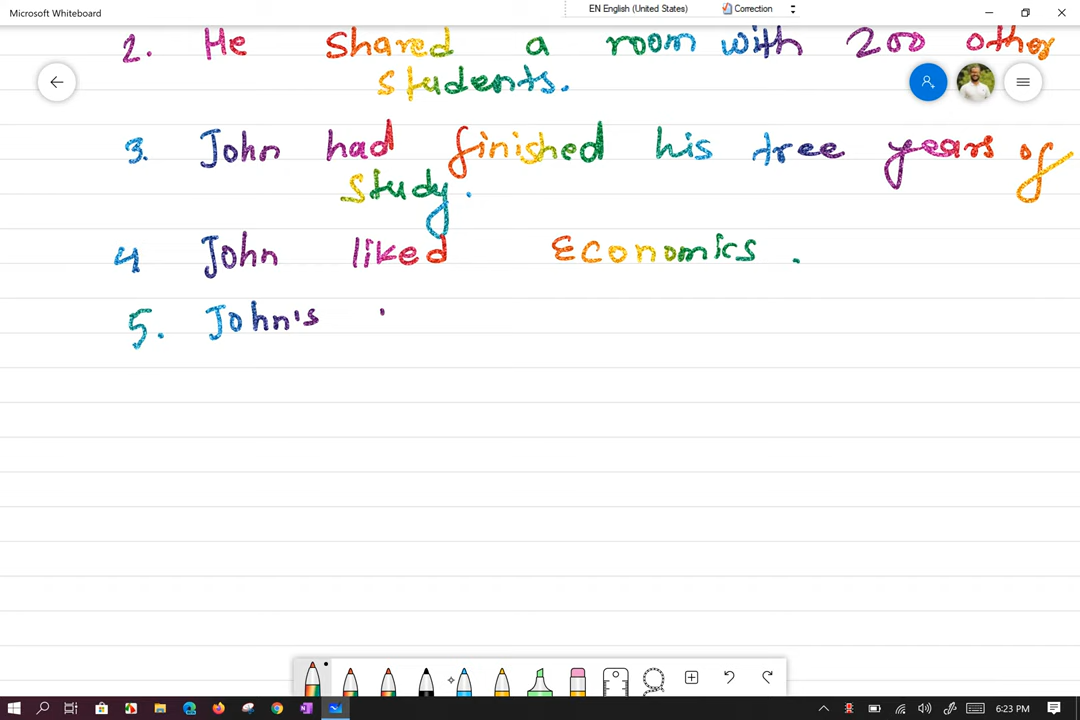 Microsoft Whiteboard
EN English (United States) Correction
2. He shared a room with 200 other
students.
3. John had finished his tree years of
study.
4 John liked Economics.
5. John's
6:23 PM